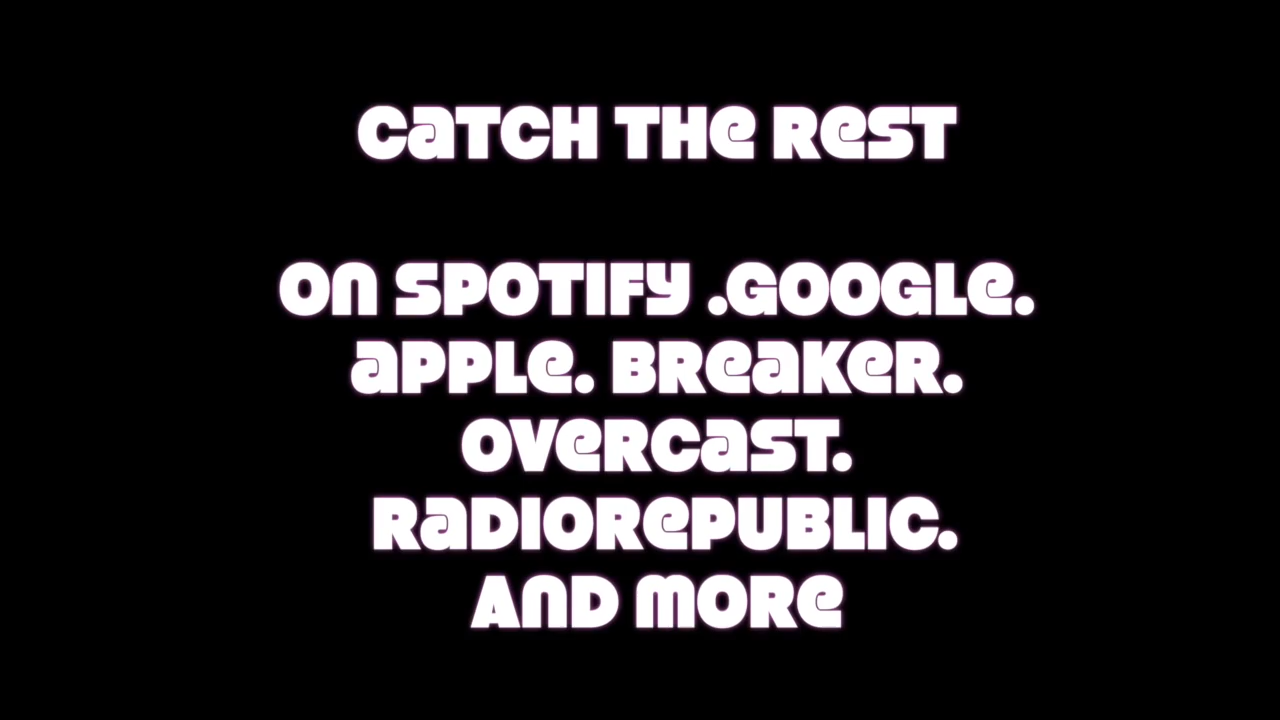 CaTCH THe ReST
On SPOTIFY .GOOGLe.
aPPLe. BReaKeR.
OVeRCaST.
RaDIORePUBLIC.
AnD mORe